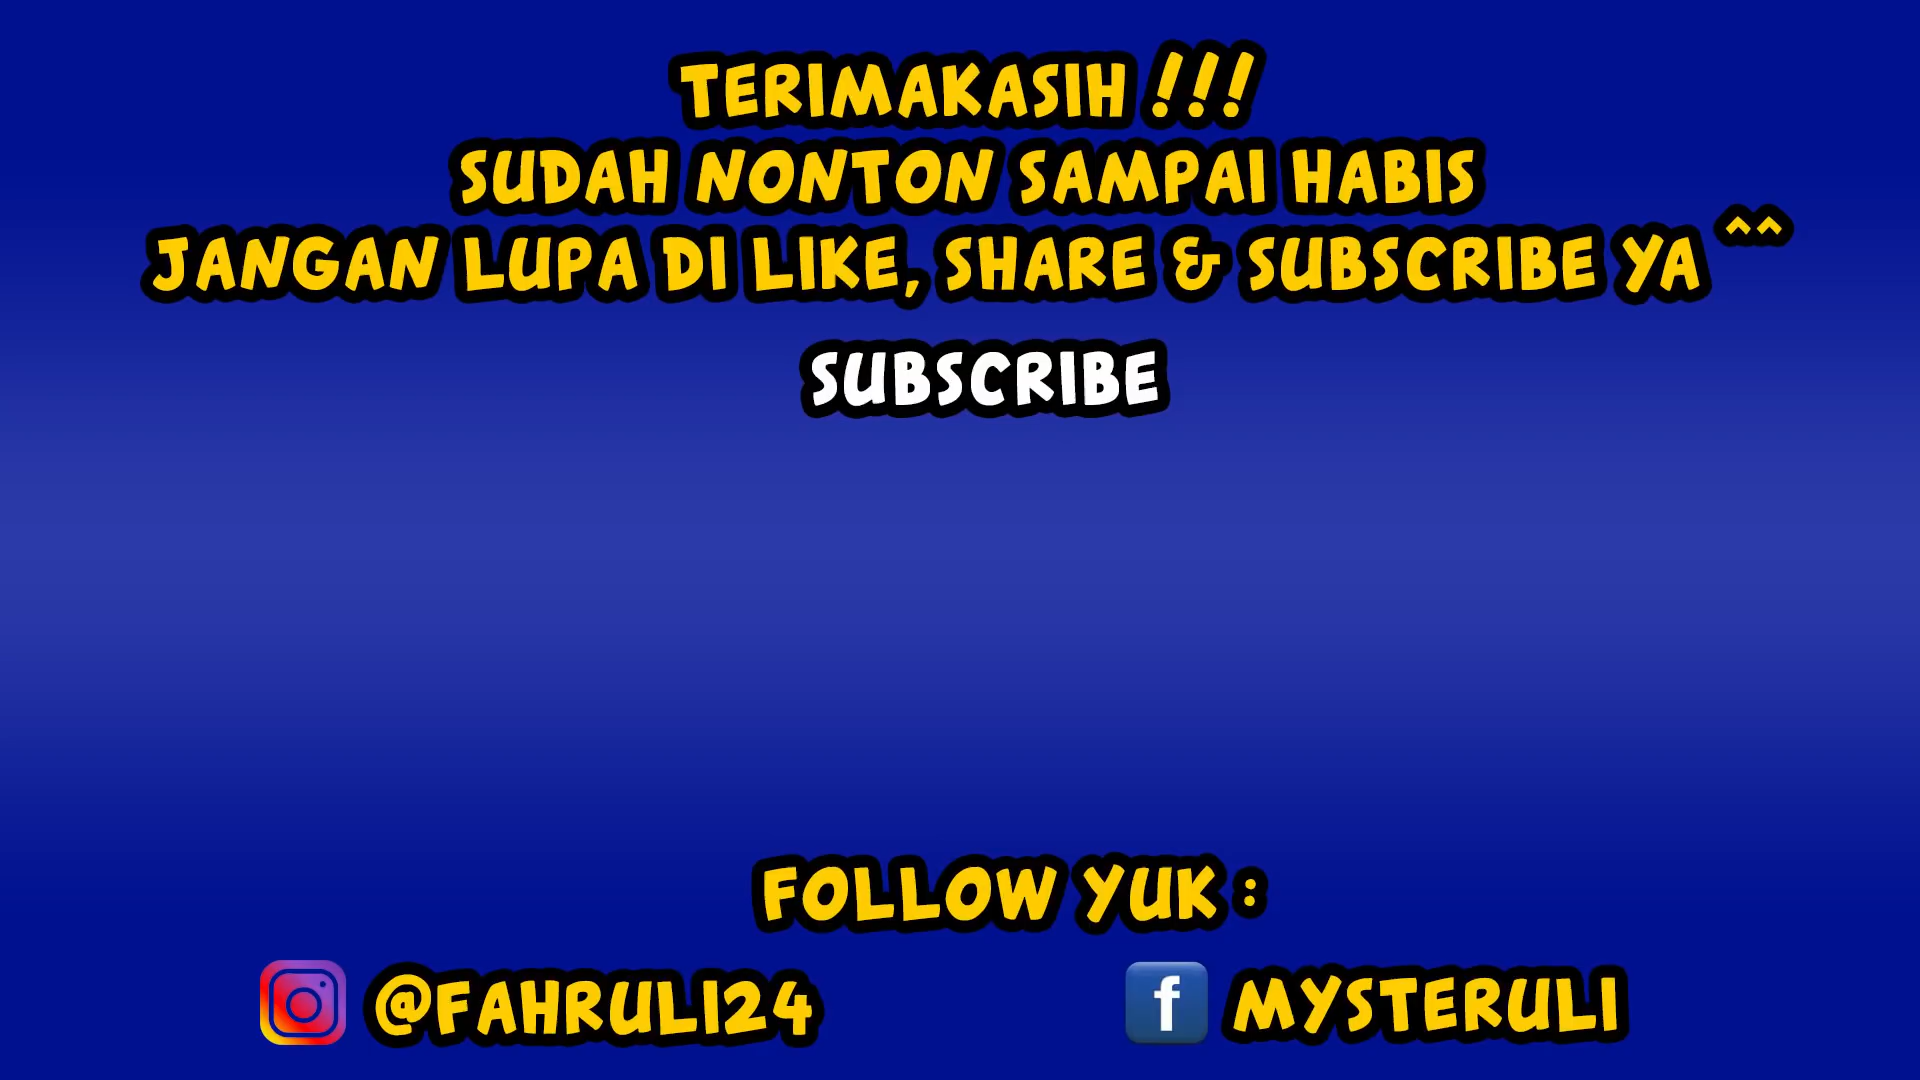 TERIMAKASIH !!!
SUDAH NONTON SAMPAI HABIS
JANGAN LUPA DI LIKE, SHARE & SUBSCRIBE YA ^^
SUBSCRIBE
FOLLOW YUK :
@FAHRULI24
f MYSTERULI